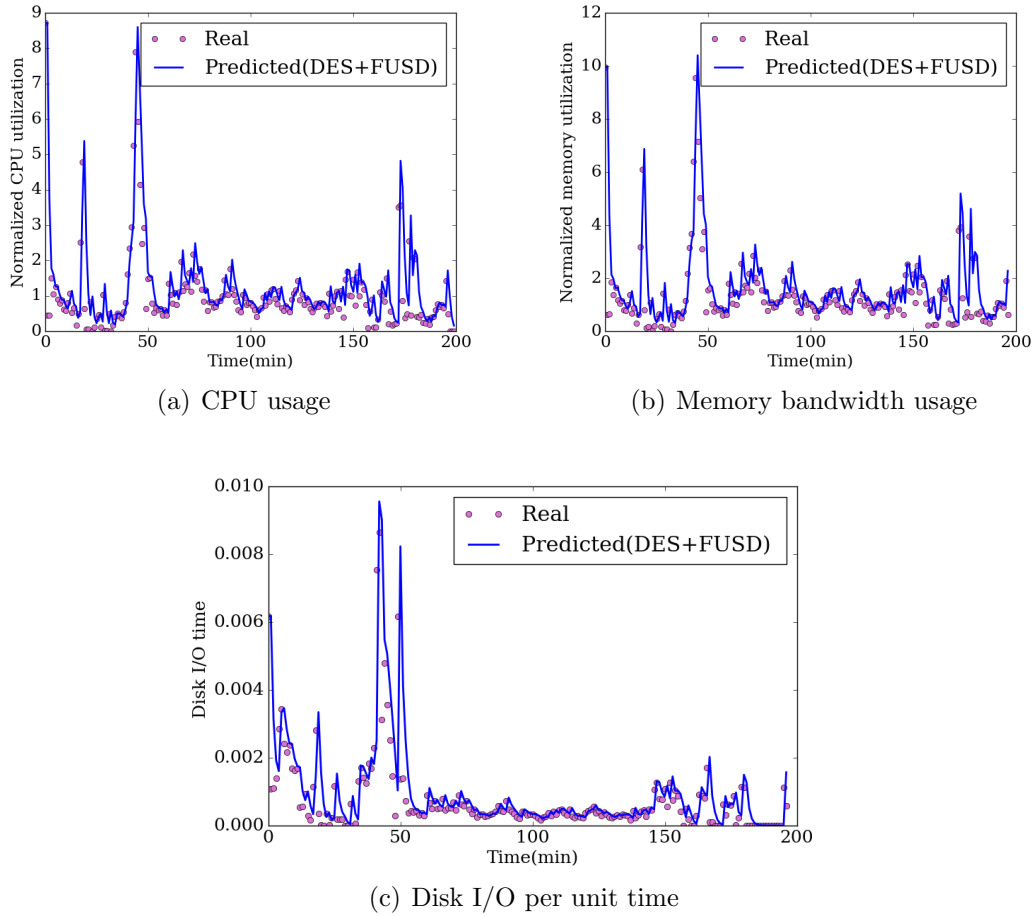 9
8
7
6
5
4
3
2
1
0
Normalized CPU utilization
Real
Predicted(DES+FUSD)
0 50 100 150 200
Time(min)
(a) CPU usage
12
10
8
6
4
2
0
Normalized memory utilization
Real
Predicted(DES+FUSD)
0 50 100 150 200
Time(min)
(b) Memory bandwidth usage
0.010
0.008
0.006
0.004
0.002
0.000
Disk I/O time
Real
Predicted(DES+FUSD)
0 50 100 150 200
Time(min)
(c) Disk I/O per unit time